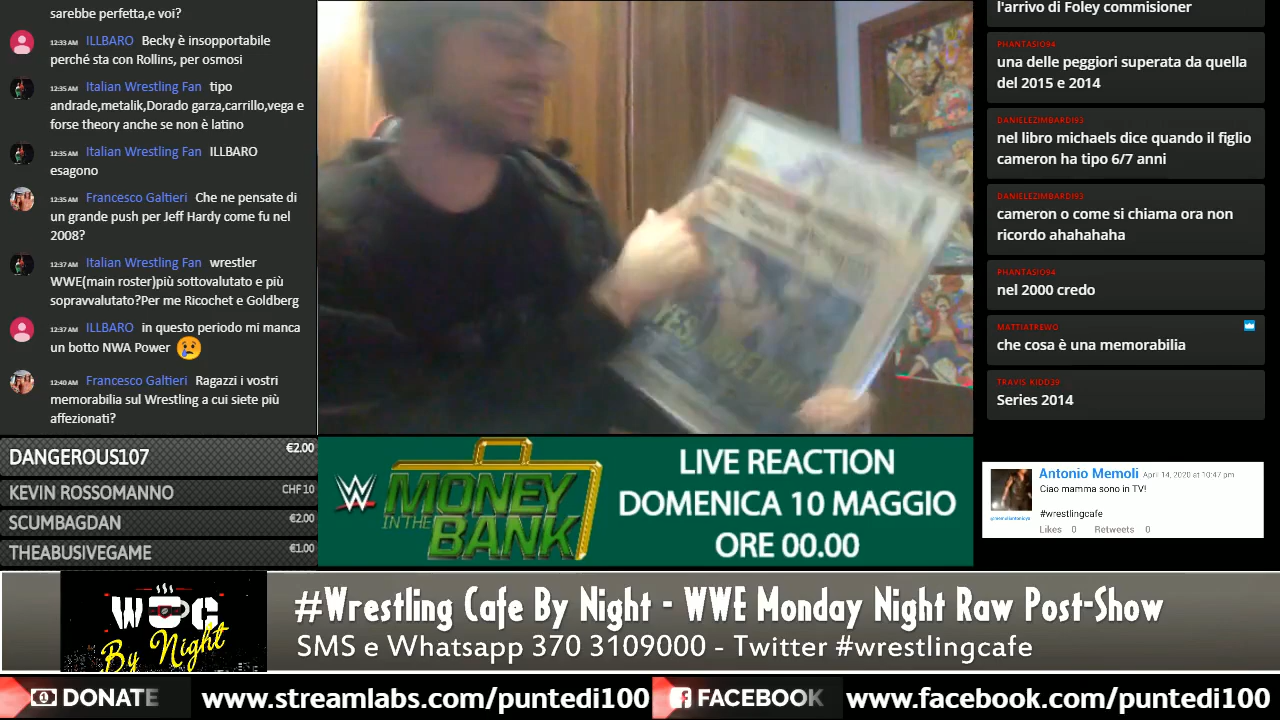 sarebbe perfetta,e voi?
12:33 AM ILLBARO Becky è insopportabile
perché sta con Rollins, per osmosi
12:35 AM Italian Wrestling Fan tipo
andrade,metalik,Dorado garza,carrillo,vega e
forse theory anche se non è latino
12:35 AM Italian Wrestling Fan ILLBARO
esagono
12:35 AM Francesco Galtieri Che ne pensate di
un grande push per Jeff Hardy come fu nel
2008?
12:37 AM Italian Wrestling Fan wrestler
WWE(main roster)più sottovalutato e più
sopravvalutato?Per me Ricochet e Goldberg
12:37 AM ILLBARO in questo periodo mi manca
un botto NWA Power 😢
12:40 AM Francesco Galtieri Ragazzi i vostri
memorabilia sul Wrestling a cui siete più
affezionati?
DANGEROUS107 €2.00
KEVIN ROSSOMANNO CHF 10
SCUMBAGDAN €2.00
THEABUSIVEGAME €1.00
YES!
l'arrivo di Foley commisioner
PHANTASIO94
una delle peggiori superata da quella
del 2015 e 2014
DANIELEZIMBARDI93
nel libro michaels dice quando il figlio
cameron ha tipo 6/7 anni
DANIELEZIMBARDI93
cameron o come si chiama ora non
ricordo ahahahaha
PHANTASIO94
nel 2000 credo
MATTIATREWO
che cosa è una memorabilia
TRAVIS_KIDD39
Series 2014
W
MONEY
IN THE
BANK
LIVE REACTION
DOMENICA 10 MAGGIO
ORE 00.00
Antonio Memoli April 14, 2020 at 10:47 pm
Ciao mamma sono in TV!
#wrestlingcafe
Likes 0 Retweets 0
WCC
By Night
#Wrestling Cafe By Night - WWE Monday Night Raw Post-Show
SMS e Whatsapp 370 3109000 - Twitter #wrestlingcafe
DONATE www.streamlabs.com/puntedi100 FACEBOOK www.facebook.com/puntedi100